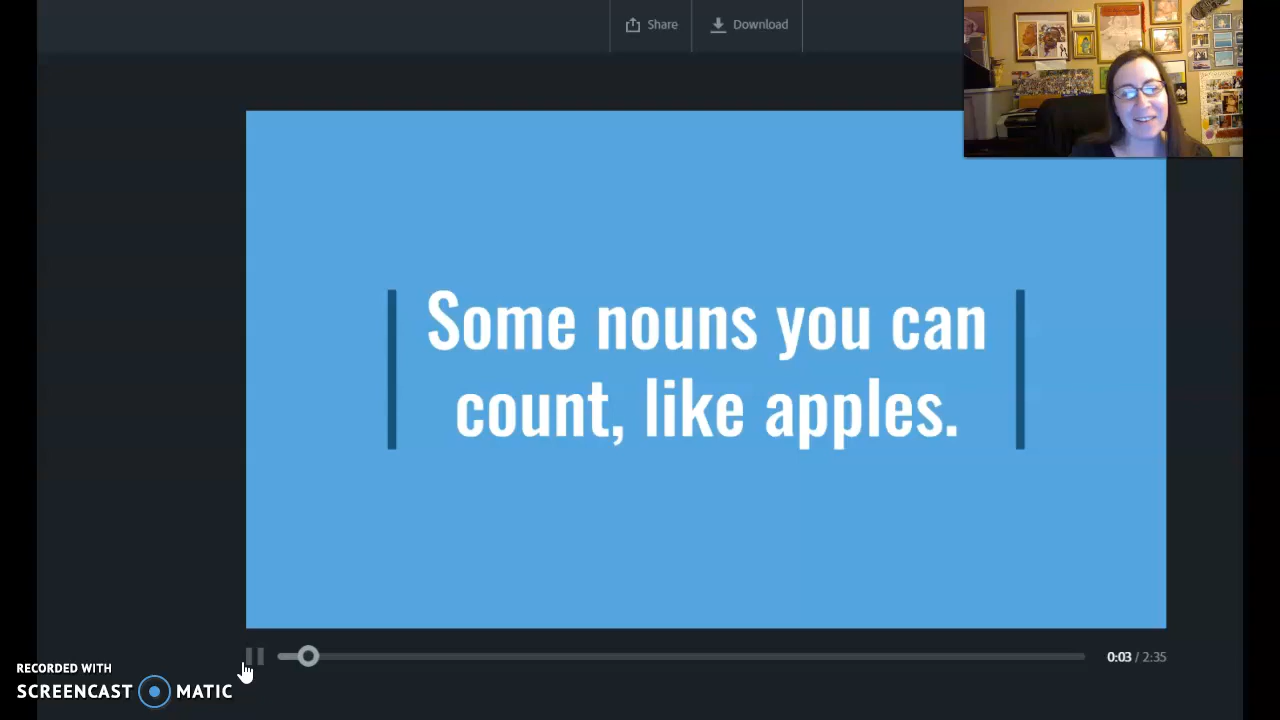 Share
Download
Some nouns you can
count, like apples.
0:03 / 2:35
RECORDED WITH
SCREENCAST MATIC